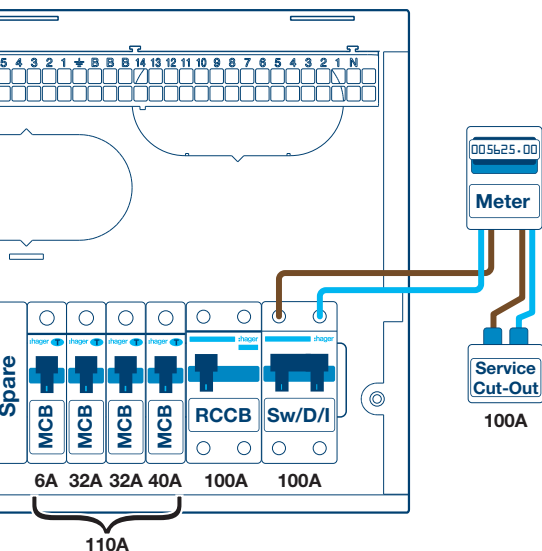 5 4 3 2 1 ⏚ B B B 14 13 12 11 10 9 8 7 6 5 4 3 2 1 N
005625.00
Meter
:hager :hager :hager :hager :hager :hager
Spare
MCB
MCB
MCB
MCB
RCCB
Sw/D/I
Service
Cut-Out
100A
6A 32A 32A 40A 100A 100A
110A